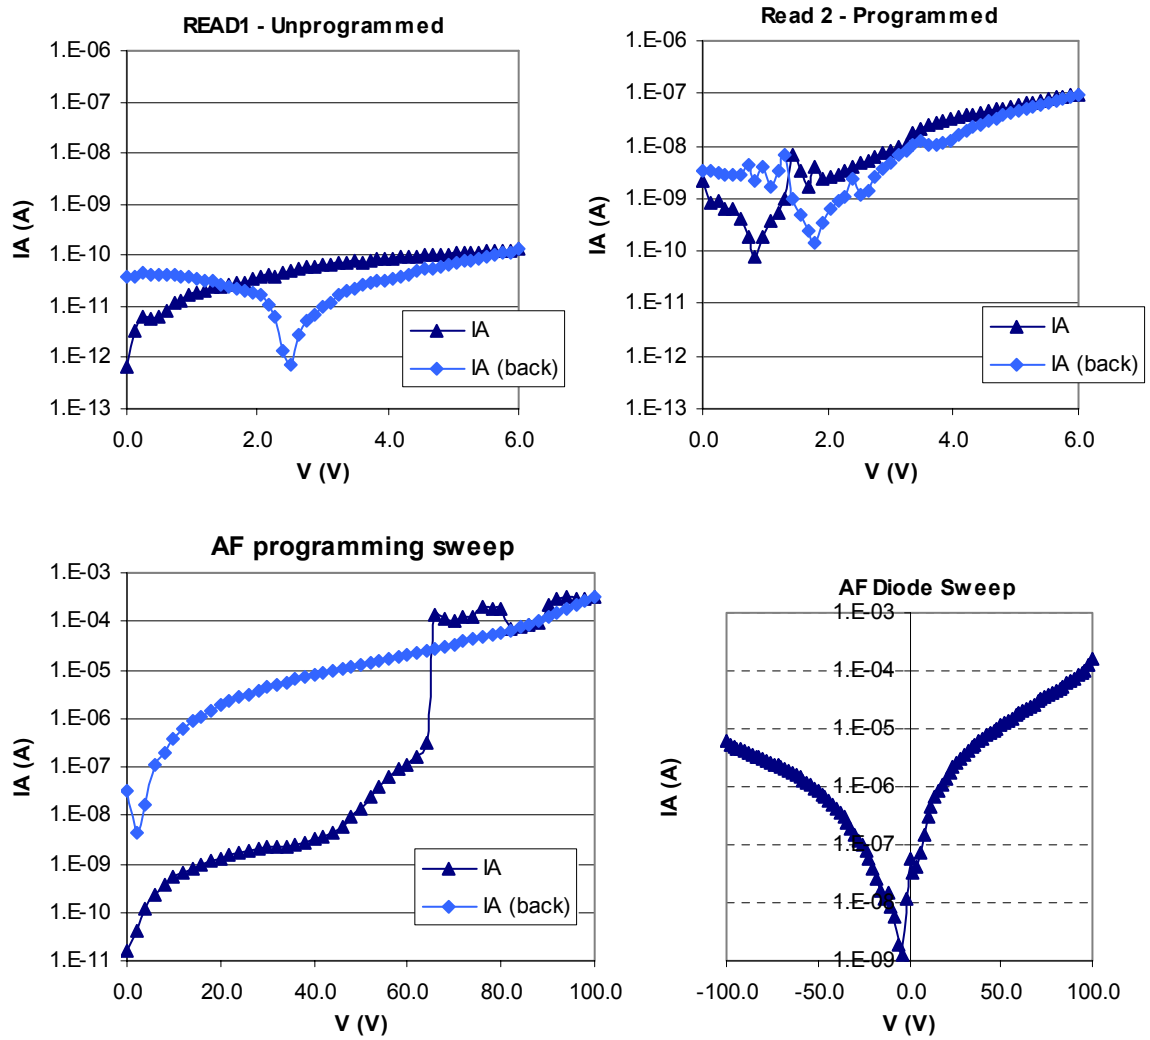 READ1 - Unprogrammed
1.E-06
1.E-07
1.E-08
1.E-09
1.E-10
1.E-11
1.E-12
1.E-13
IA (A)
0.0 2.0 4.0 6.0
V (V)
IA
IA (back)
Read 2 - Programmed
1.E-06
1.E-07
1.E-08
1.E-09
1.E-10
1.E-11
1.E-12
1.E-13
IA (A)
0.0 2.0 4.0 6.0
V (V)
IA
IA (back)
AF programming sweep
1.E-03
1.E-04
1.E-05
1.E-06
1.E-07
1.E-08
1.E-09
1.E-10
1.E-11
IA (A)
0.0 20.0 40.0 60.0 80.0 100.0
V (V)
IA
IA (back)
AF Diode Sweep
1.E-03
1.E-04
1.E-05
1.E-06
1.E-07
1.E-08
1.E-09
IA (A)
-100.0 -50.0 0.0 50.0 100.0
V (V)